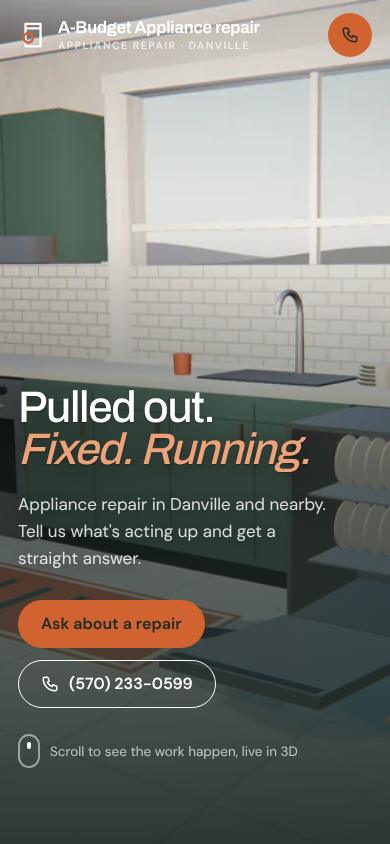 A-Budget Appliance repair
APPLIANCE REPAIR · DANVILLE
Pulled out.
Fixed. Running.
Appliance repair in Danville and nearby.
Tell us what's acting up and get a
straight answer.
Ask about a repair
(570) 233-0599
Scroll to see the work happen, live in 3D